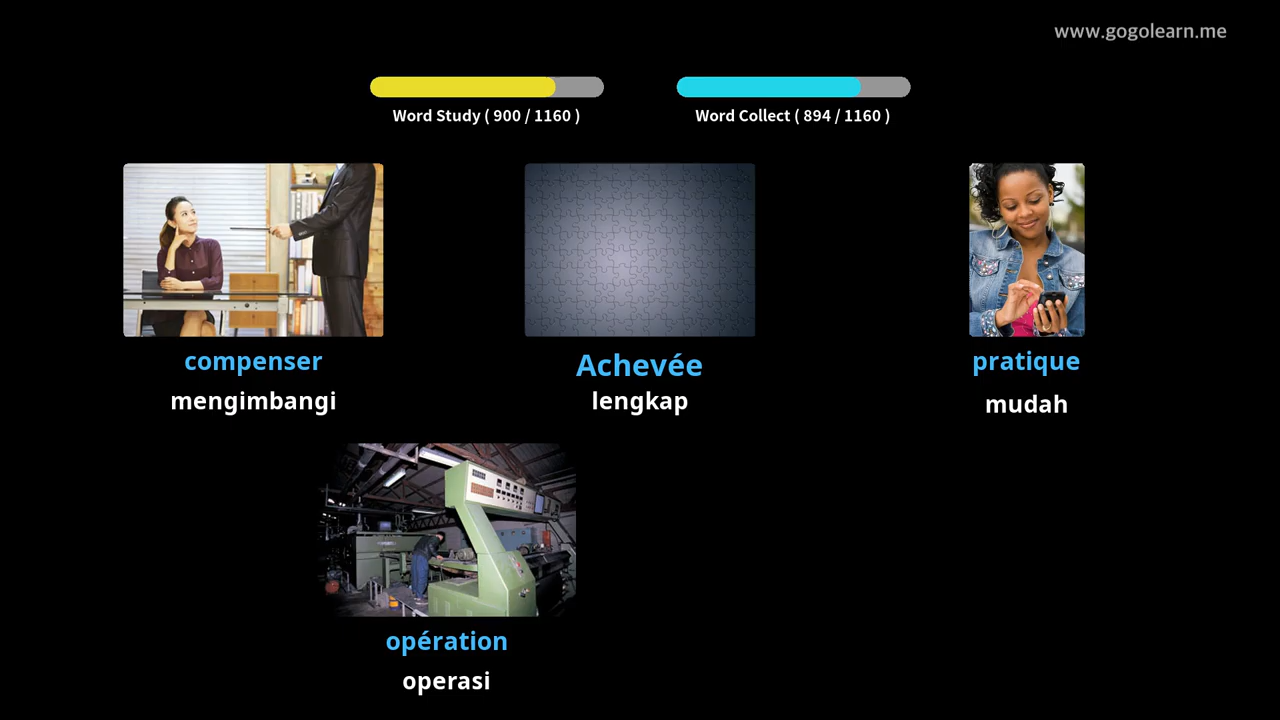 www.gogolearn.me
Word Study ( 900 / 1160 )
Word Collect ( 894 / 1160 )
compenser
mengimbangi
Achevée
lengkap
pratique
mudah
opération
operasi